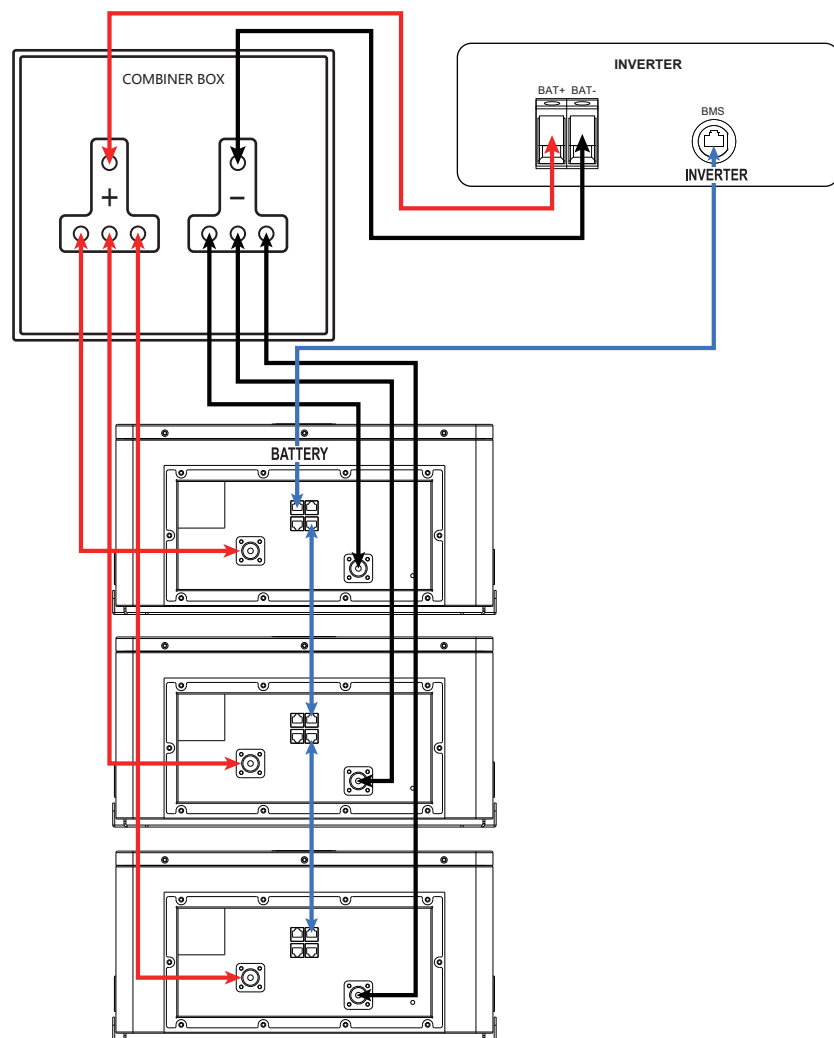 COMBINER BOX
INVERTER
BAT+ BAT-
BMS
INVERTER
+
−
BATTERY